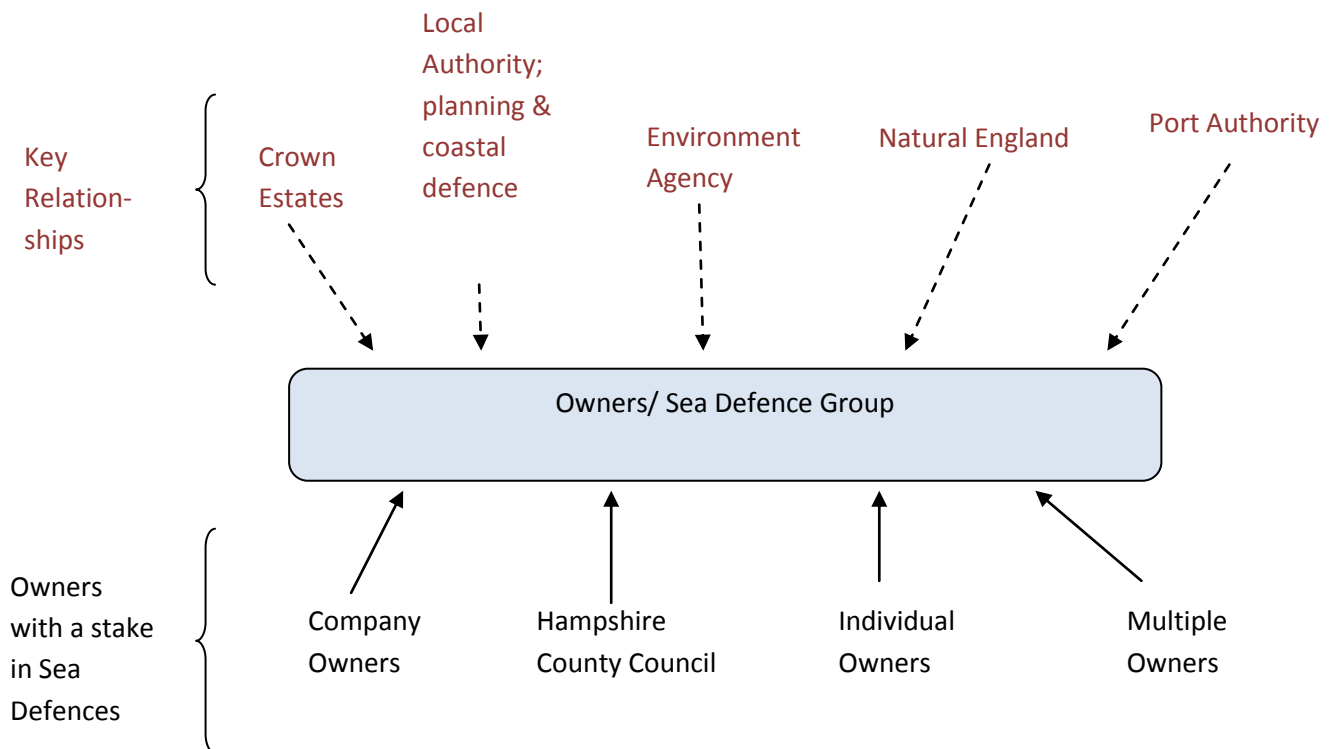 Key
Relation-
ships
Crown
Estates
Local
Authority;
planning &
coastal
defence
Environment
Agency
Natural England
Port Authority
Owners/ Sea Defence Group
Owners
with a stake
in Sea
Defences
Company
Owners
Hampshire
County Council
Individual
Owners
Multiple
Owners